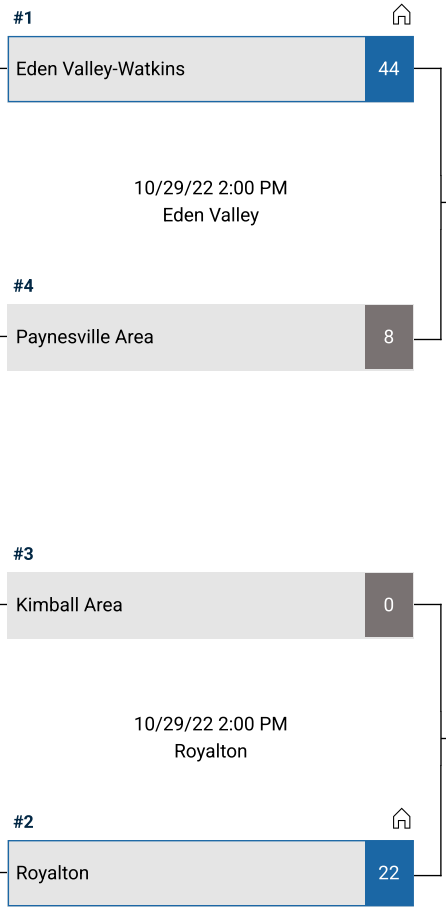 #1
Eden Valley-Watkins 44
10/29/22 2:00 PM
Eden Valley
#4
Paynesville Area 8
#3
Kimball Area 0
10/29/22 2:00 PM
Royalton
#2
Royalton 22